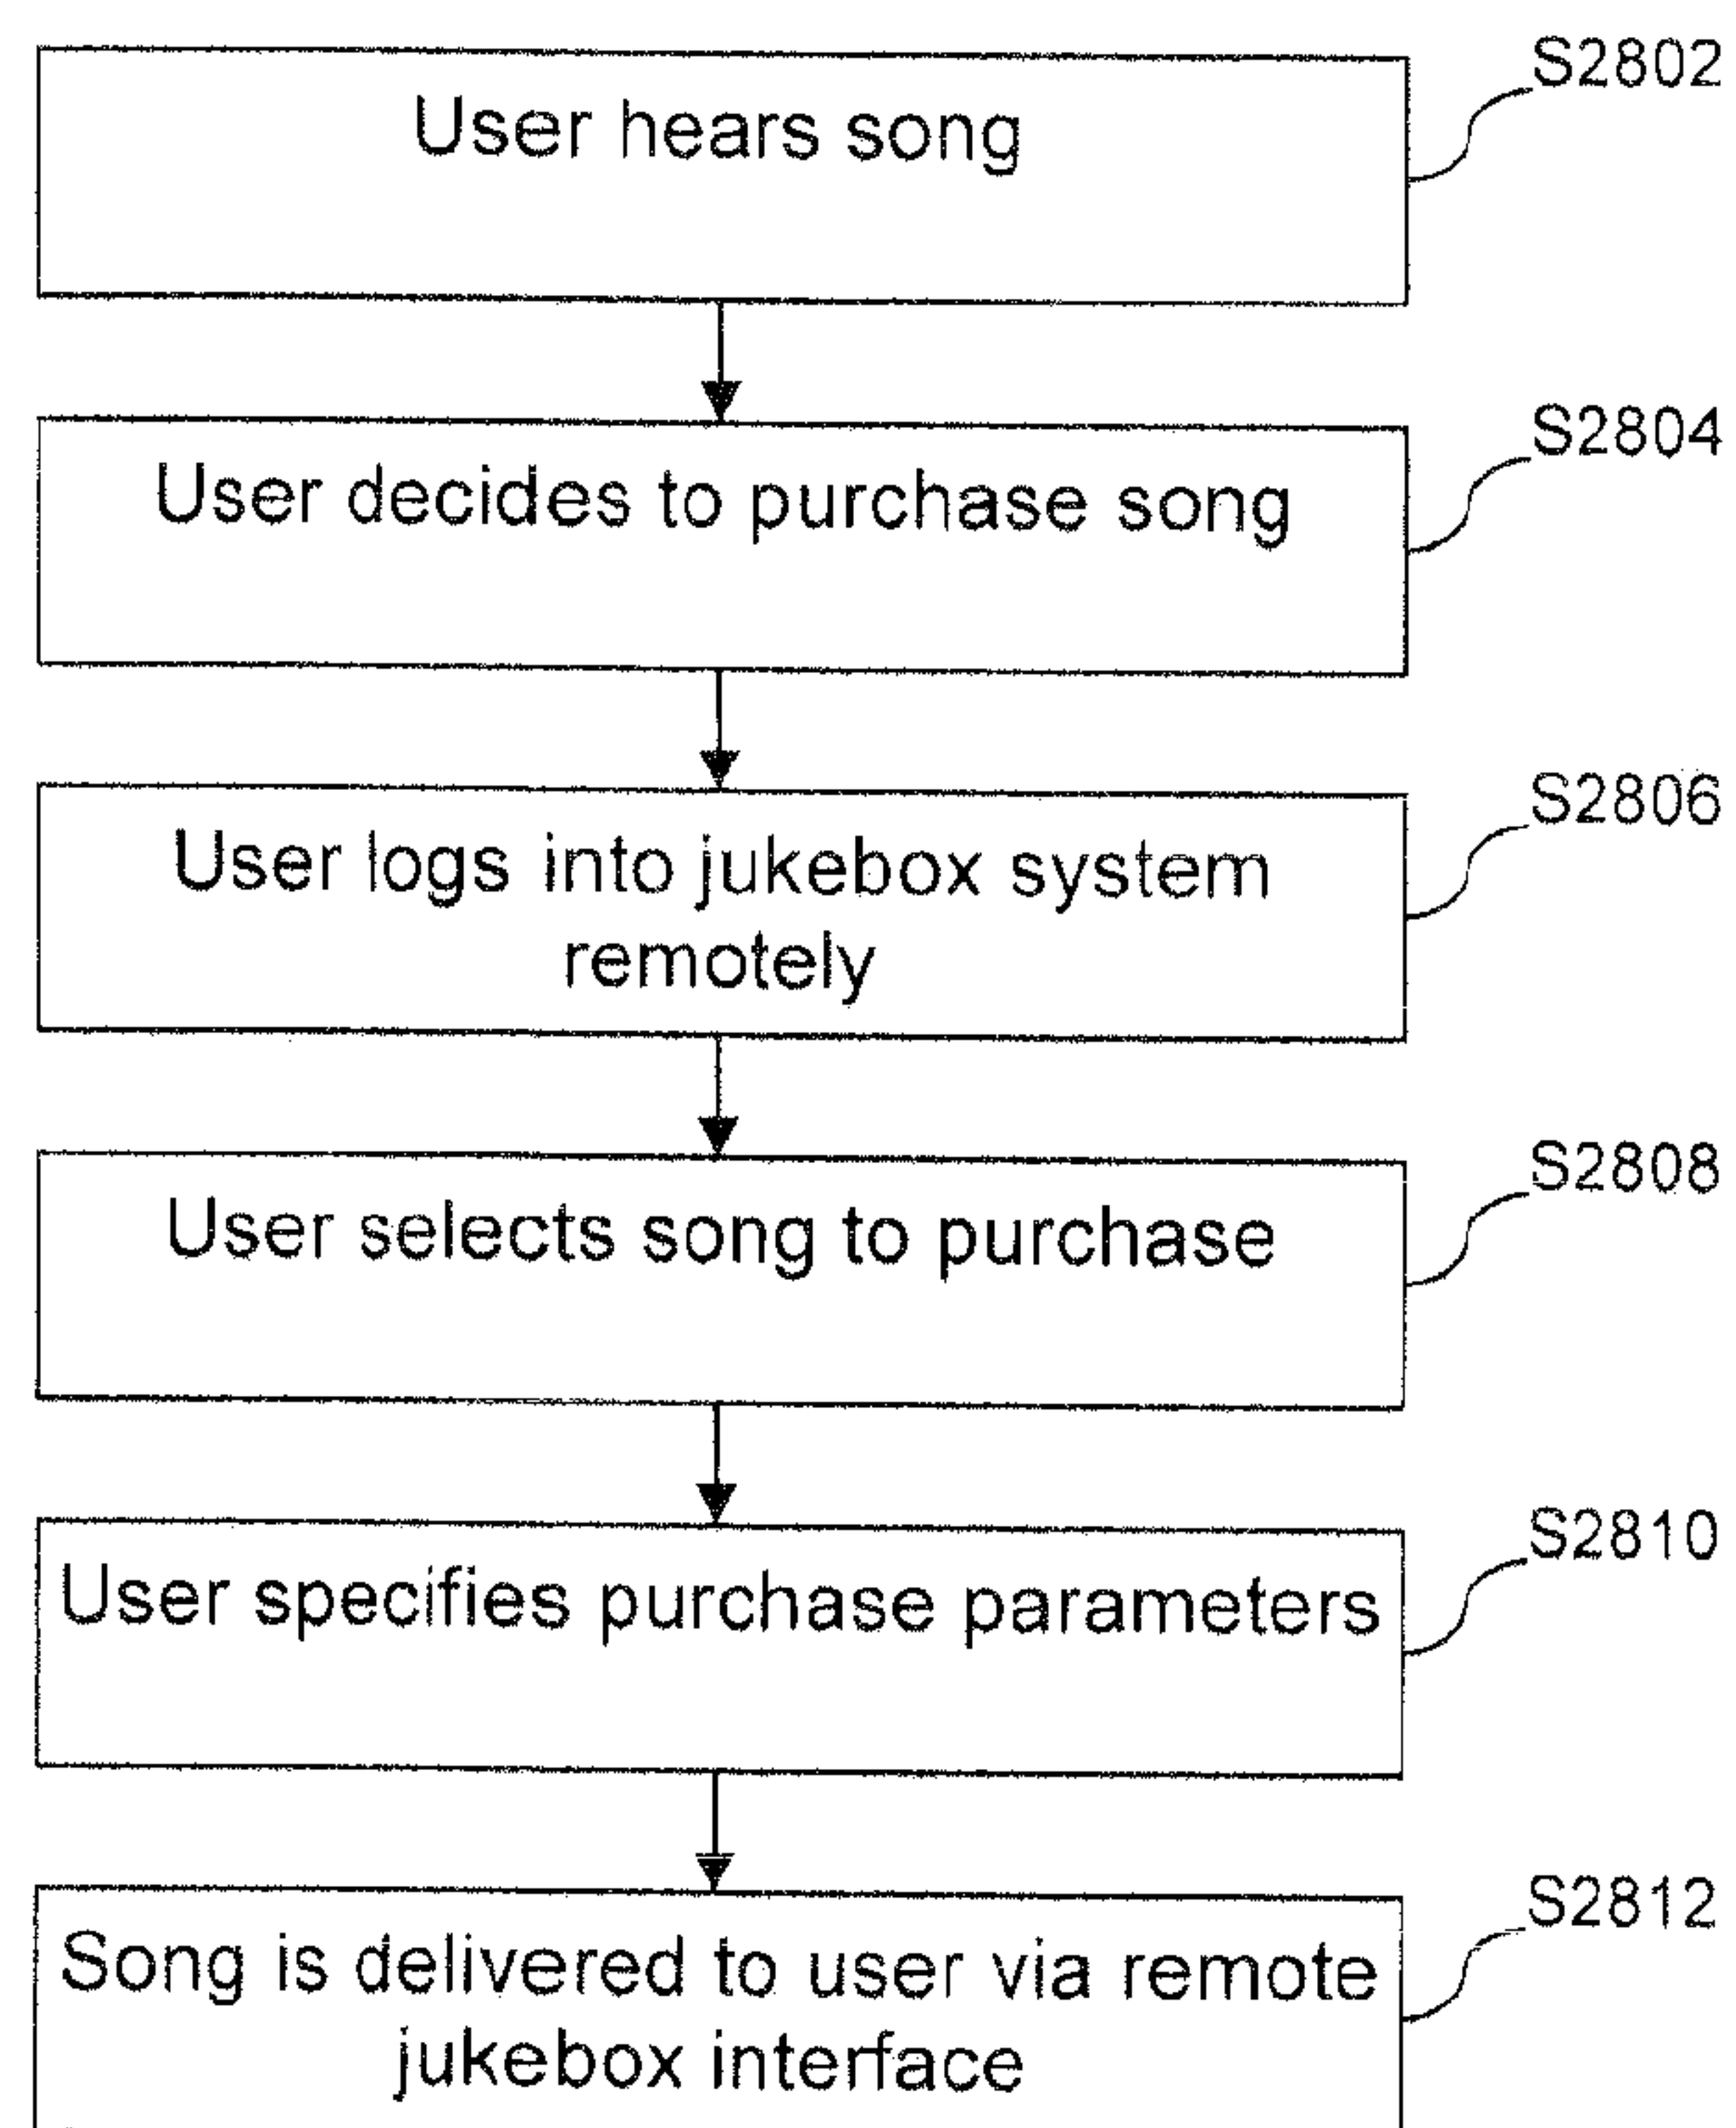 User hears song
S2802
User decides to purchase song
S2804
User logs into jukebox system
remotely
S2806
User selects song to purchase
S2808
User specifies purchase parameters
S2810
Song is delivered to user via remote
jukebox interface
S2812